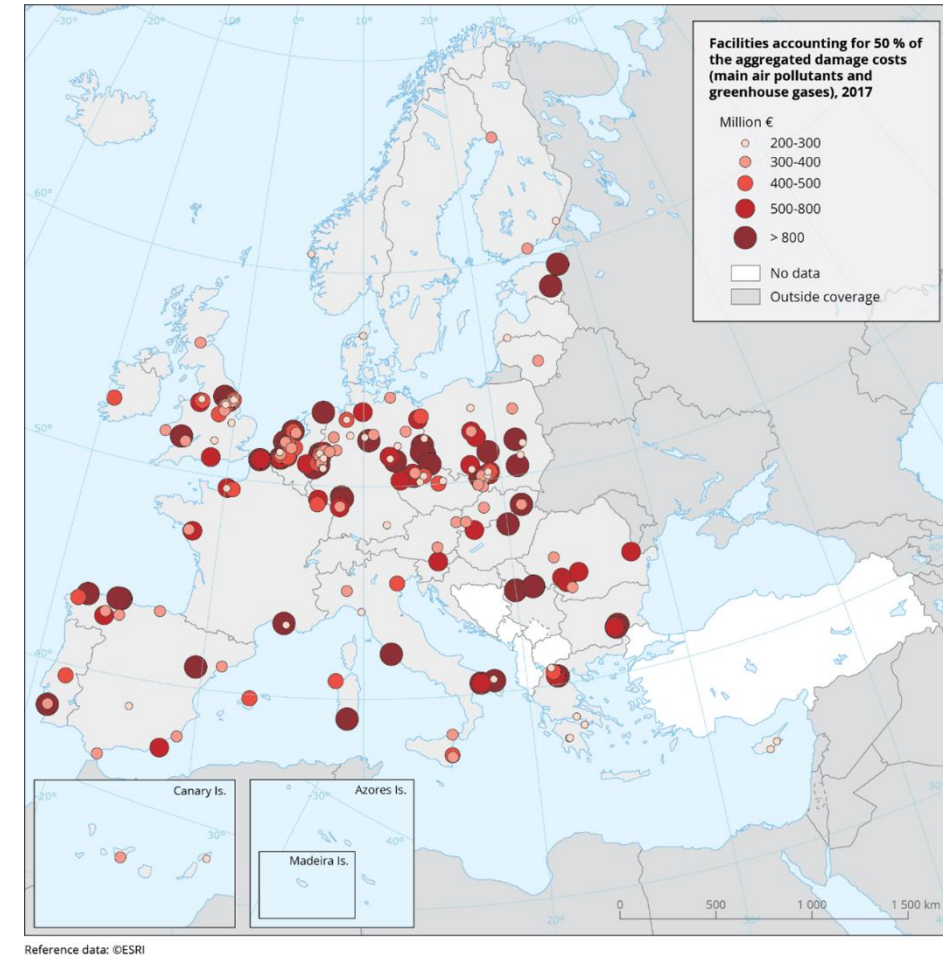 -30°
-20°
-10°
0°
10°
20°
30°
40°
Facilities accounting for 50 % of
the aggregated damage costs
(main air pollutants and
greenhouse gases), 2017
Million €
200-300
300-400
400-500
500-800
> 800
No data
Outside coverage
60°
50°
40°
40°
Canary Is.
-20°
30°
Azores Is.
-30°
40°
Madeira Is.
30°
0 500 1 000 1 500 km
20°
Reference data: ©ESRI